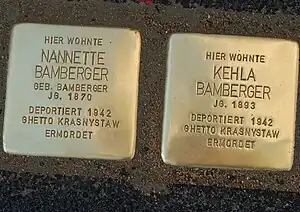 HIER WOHNTE
NANNETTE
BAMBERGER
GEB. BAMBERGER
JG. 1870
DEPORTIERT 1942
GHETTO KRASNYSTAW
ERMORDET
HIER WOHNTE
KEHLA
BAMBERGER
JG. 1893
DEPORTIERT 1942
GHETTO KRASNYSTAW
ERMORDET